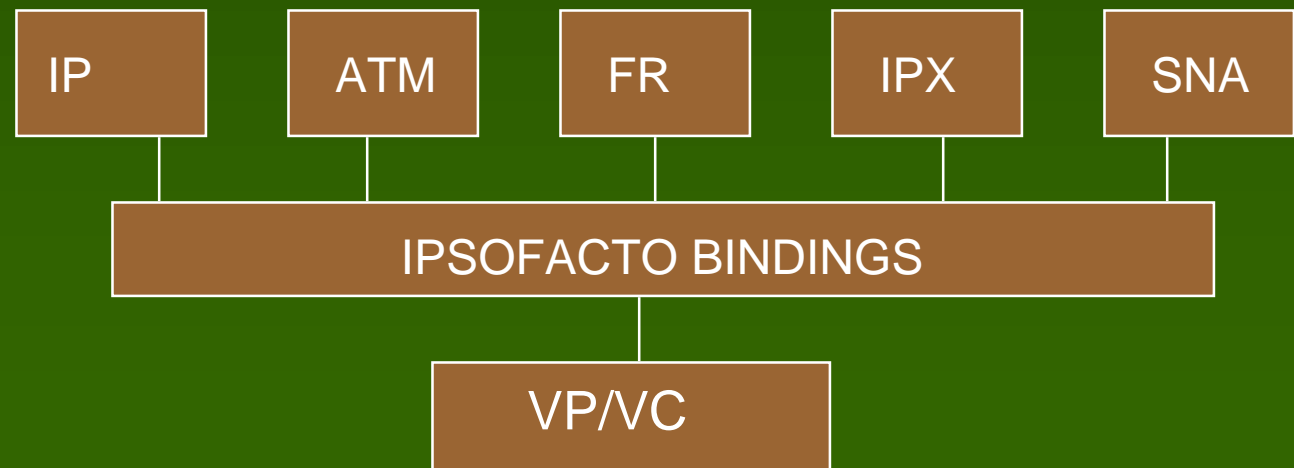 IP
ATM
FR
IPX
SNA
IPSOFACTO BINDINGS
VP/VC